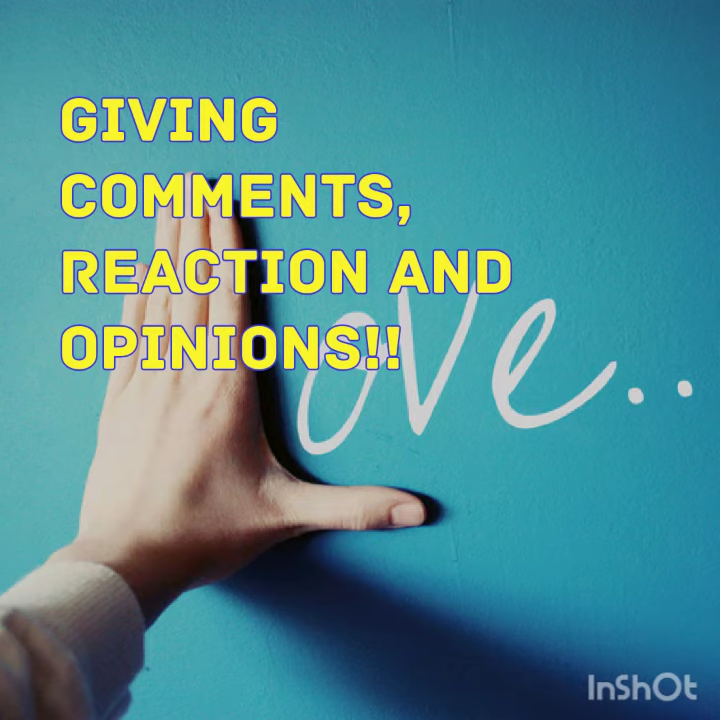 GIVING
COMMENTS,
REACTION AND
OPINIONS!!
ove..
InShOt